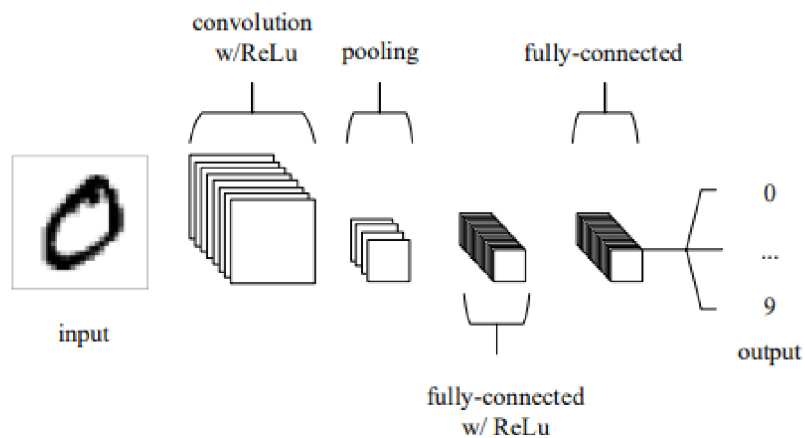 convolution
w/ReLu
pooling
fully-connected
input
0
...
9
output
fully-connected
w/ ReLu